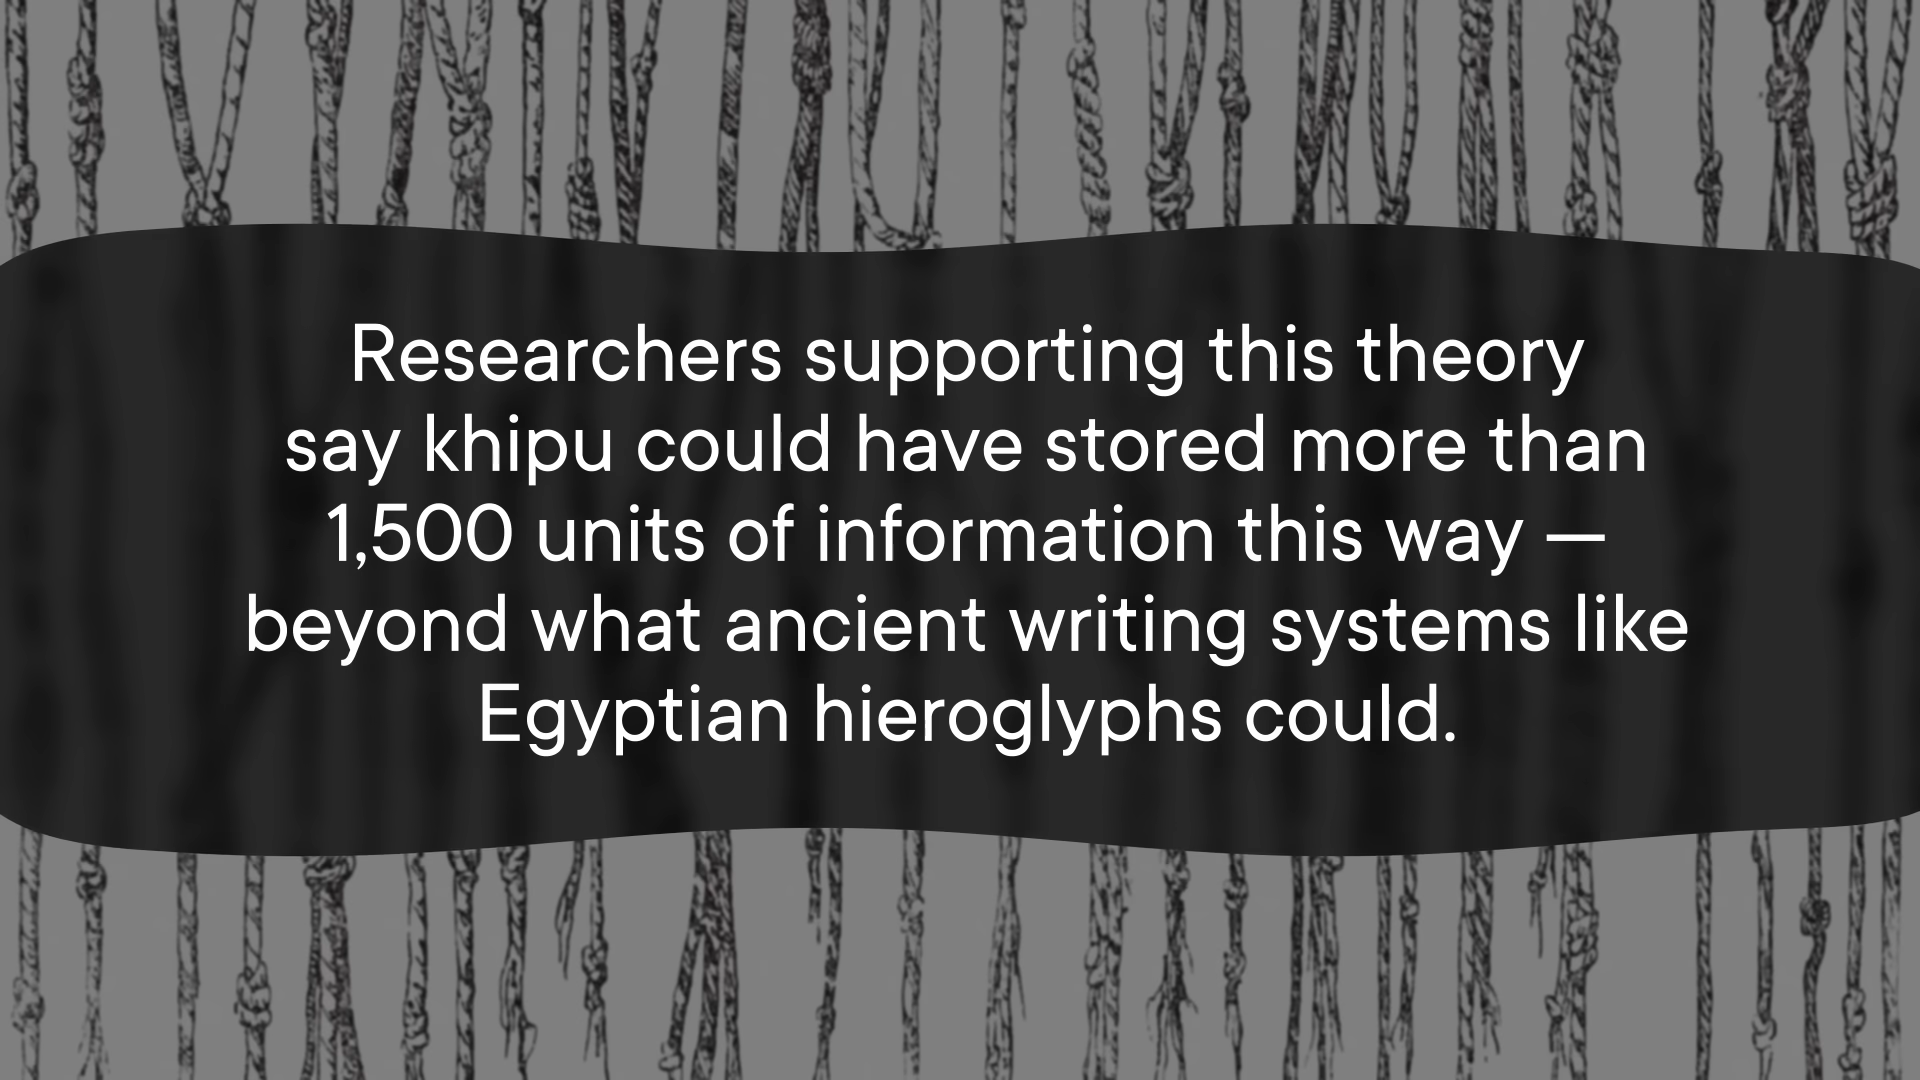 Researchers supporting this theory
say khipu could have stored more than
1,500 units of information this way —
beyond what ancient writing systems like
Egyptian hieroglyphs could.